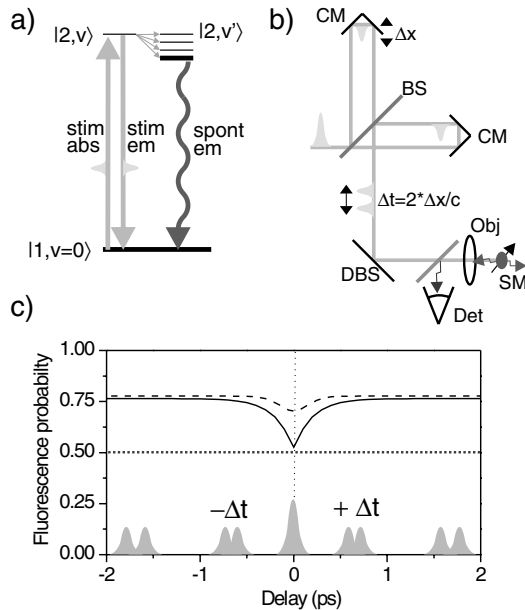 a)
|2,v⟩
|2,v'⟩
stim
abs
stim
em
spont
em
|1,v=0⟩
b)
CM
Δx
BS
CM
Δt=2*Δx/c
Obj
DBS
SM
Det
c)
Fluorescence probabilty
1.00
0.75
0.50
0.25
0.00
−Δt
+ Δt
-2
-1
0
1
2
Delay (ps)